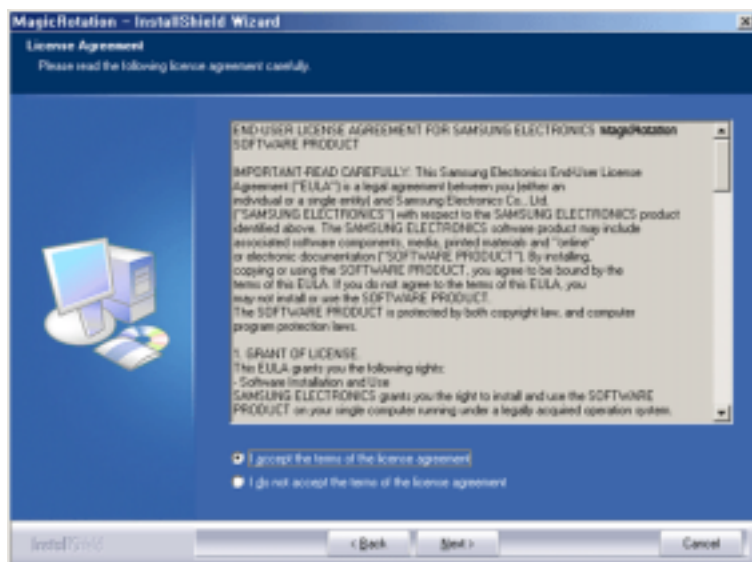 MagicRotation - InstallShield Wizard
License Agreement
Please read the following license agreement carefully.
END-USER LICENSE AGREEMENT FOR SAMSUNG ELECTRONICS MagicRotation
SOFTWARE PRODUCT
IMPORTANT-READ CAREFULLY: This Samsung Electronics End-User License
Agreement ("EULA") is a legal agreement between you (either an
individual or a single entity) and Samsung Electronics Co., Ltd.
("SAMSUNG ELECTRONICS") with respect to the SAMSUNG ELECTRONICS product
identified above. The SAMSUNG ELECTRONICS software product may include
associated software components, media, printed materials and "online"
or electronic documentation ("SOFTWARE PRODUCT"). By installing,
copying or using the SOFTWARE PRODUCT, you agree to be bound by the
terms of this EULA. If you do not agree to the terms of this EULA, you
may not install or use the SOFTWARE PRODUCT.
The SOFTWARE PRODUCT is protected by both copyright law, and computer
program protection laws.
1. GRANT OF LICENSE.
This EULA grants you the following rights:
- Software Installation and Use
SAMSUNG ELECTRONICS grants you the right to install and use the SOFTWARE
PRODUCT on your single computer running under a legally acquired operation system.
I accept the terms of the license agreement
I do not accept the terms of the license agreement
InstallShield
< Back
Next >
Cancel